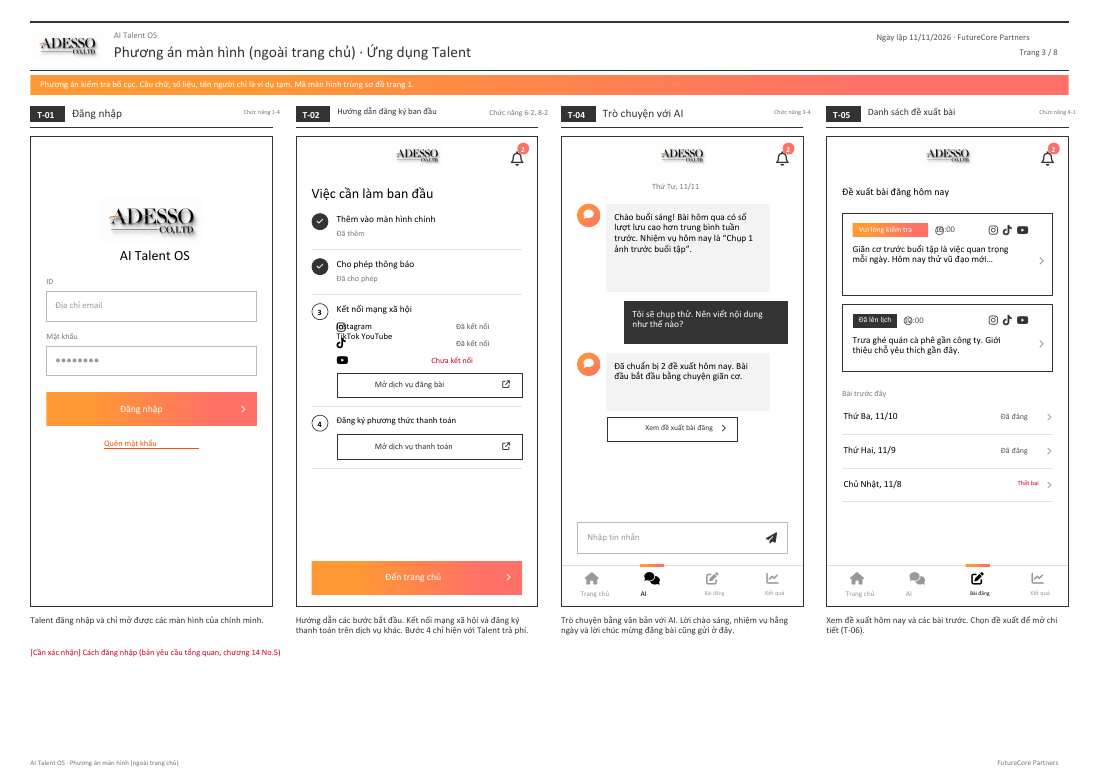 ADESSO
CO.,LTD
AI Talent OS
Phương án màn hình (ngoài trang chủ) · Ứng dụng Talent
Ngày lập 11/11/2026 · FutureCore Partners
Trang 3 / 8
Phương án kiểm tra bố cục. Câu chữ, số liệu, tên người chỉ là ví dụ tạm. Mã màn hình trùng sơ đồ trang 1.
T-01 Đăng nhập Chức năng 1-4
ADESSO
CO.,LTD
AI Talent OS
ID
Địa chỉ email
Mật khẩu
Đăng nhập
Quên mật khẩu
Talent đăng nhập và chỉ mở được các màn hình của chính mình.
[Cần xác nhận] Cách đăng nhập (bản yêu cầu tổng quan, chương 14 No.5)
T-02 Hướng dẫn đăng ký ban đầu Chức năng 6-2, 8-2
ADESSO
CO.,LTD
2
Việc cần làm ban đầu
Thêm vào màn hình chính
Đã thêm
Cho phép thông báo
Đã cho phép
3 Kết nối mạng xã hội
Instagram Đã kết nối
TikTok YouTube
Đã kết nối
Chưa kết nối
Mở dịch vụ đăng bài
4 Đăng ký phương thức thanh toán
Mở dịch vụ thanh toán
Đến trang chủ
Hướng dẫn các bước bắt đầu. Kết nối mạng xã hội và đăng ký
thanh toán trên dịch vụ khác. Bước 4 chỉ hiện với Talent trả phí.
T-04 Trò chuyện với AI Chức năng 3-4
ADESSO
CO.,LTD
2
Thứ Tư, 11/11
Chào buổi sáng! Bài hôm qua có số
lượt lưu cao hơn trung bình tuần
trước. Nhiệm vụ hôm nay là “Chụp 1
ảnh trước buổi tập”.
Tôi sẽ chụp thử. Nên viết nội dung
như thế nào?
Đã chuẩn bị 2 đề xuất hôm nay. Bài
đầu bắt đầu bằng chuyện giãn cơ.
Xem đề xuất bài đăng
Nhập tin nhắn
Trang chủ AI Bài đăng Kết quả
Trò chuyện bằng văn bản với AI. Lời chào sáng, nhiệm vụ hằng
ngày và lời chúc mừng đăng bài cũng gửi ở đây.
T-05 Danh sách đề xuất bài Chức năng 4-1
ADESSO
CO.,LTD
2
Đề xuất bài đăng hôm nay
Vui lòng kiểm tra :00
Giãn cơ trước buổi tập là việc quan trọng
mỗi ngày. Hôm nay thử vũ đạo mới...
Đã lên lịch :00
Trưa ghé quán cà phê gần công ty. Giới
thiệu chỗ yêu thích gần đây.
Bài trước đây
Thứ Ba, 11/10 Đã đăng
Thứ Hai, 11/9 Đã đăng
Chủ Nhật, 11/8 Thất bại
Trang chủ AI Bài đăng Kết quả
Xem đề xuất hôm nay và các bài trước. Chọn đề xuất để mở chi
tiết (T-06).
AI Talent OS · Phương án màn hình (ngoài trang chủ)
FutureCore Partners